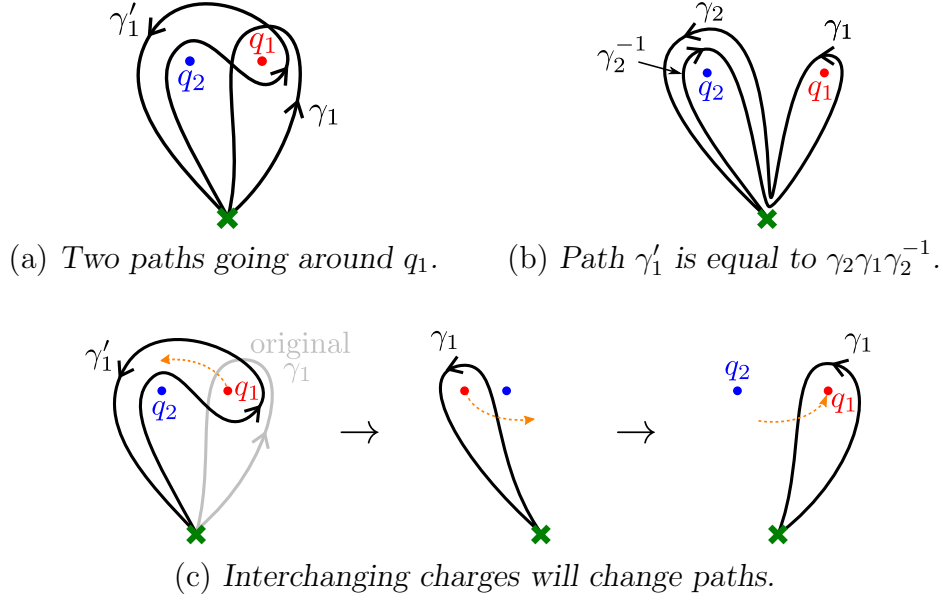 γ₁′ q₁ q₂ γ₁
γ₂ γ₁ γ₂⁻¹ q₂ q₁
(a) Two paths going around q₁.
(b) Path γ₁′ is equal to γ₂γ₁γ₂⁻¹.
γ₁′ original γ₁ q₁ q₂
γ₁
q₂ γ₁ q₁
(c) Interchanging charges will change paths.